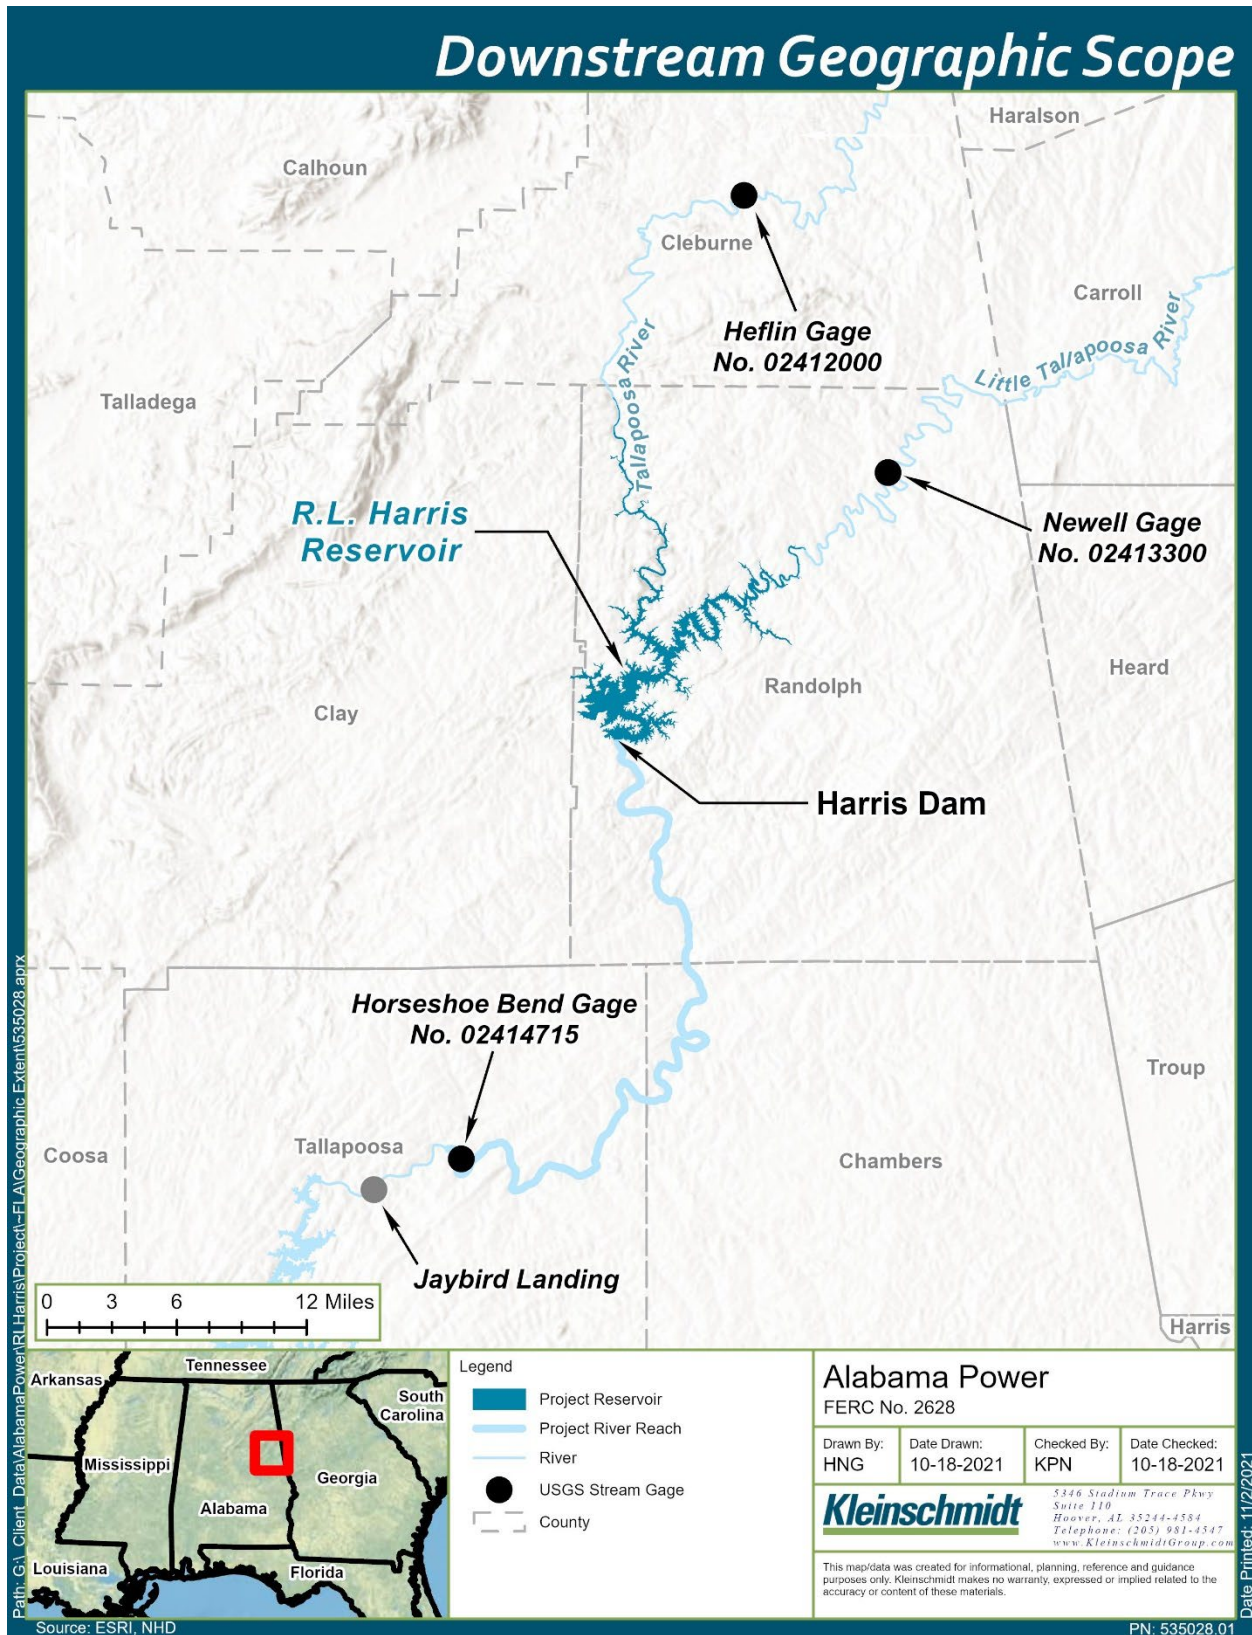 Downstream Geographic Scope
Haralson
Calhoun
Cleburne
Carroll
Heflin Gage
No. 02412000
Tallapoosa River
Little Tallapoosa River
Talladega
R.L. Harris
Reservoir
Newell Gage
No. 02413300
Heard
Randolph
Clay
Harris Dam
Horseshoe Bend Gage
No. 02414715
Troup
Tallapoosa
Coosa
Chambers
Jaybird Landing
0 3 6 12 Miles
Harris
Tennessee
Arkansas
South
Carolina
Mississippi
Georgia
Alabama
Louisiana
Florida
Legend
Project Reservoir
Project River Reach
River
USGS Stream Gage
County
Alabama Power
FERC No. 2628
Drawn By:
HNG
Date Drawn:
10-18-2021
Checked By:
KPN
Date Checked:
10-18-2021
Kleinschmidt
5346 Stadium Trace Pkwy
Suite 110
Hoover, AL 35244-4584
Telephone: (205) 981-4547
www.KleinschmidtGroup.com
This map/data was created for informational, planning, reference and guidance
purposes only. Kleinschmidt makes no warranty, expressed or implied related to the
accuracy or content of these materials.
Path: G:\_Client_Data\AlabamaPower\RLHarris\Project\~FLA\Geographic Extent\535028.aprx
Date Printed: 11/2/2021
Source: ESRI, NHD
PN: 535028.01